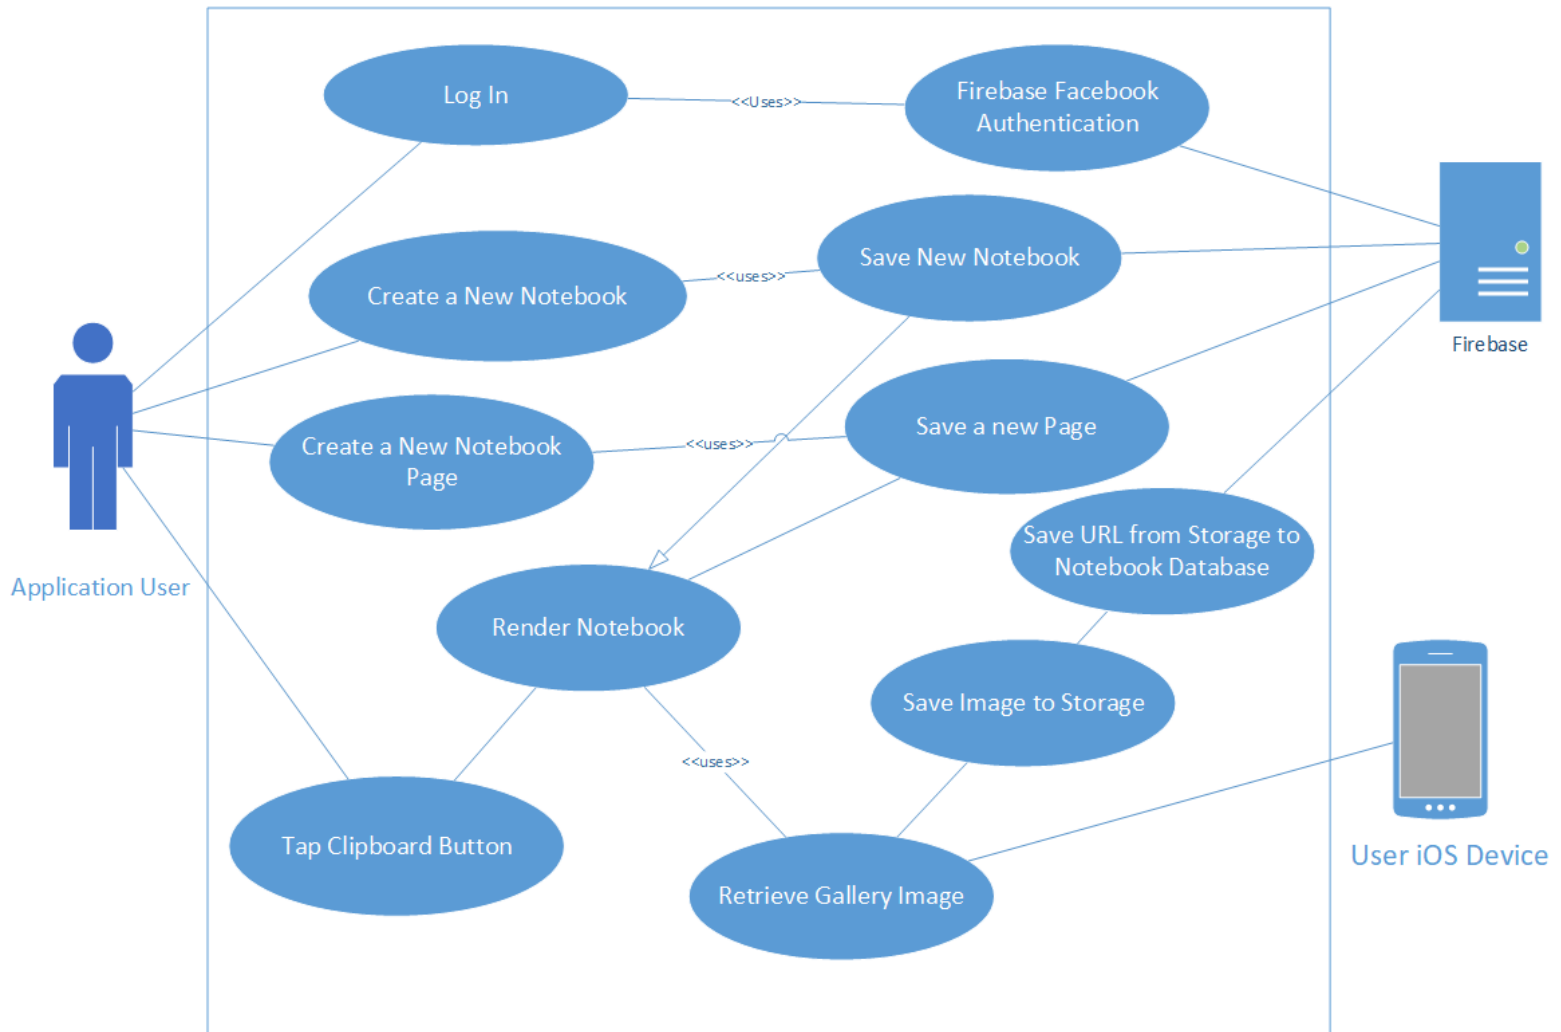 Log In
<<Uses>>
Firebase Facebook
Authentication
Create a New Notebook
<<uses>>
Save New Notebook
Firebase
Create a New Notebook
Page
<<uses>>
Save a new Page
Application User
Save URL from Storage to
Notebook Database
Render Notebook
Save Image to Storage
<<uses>>
Tap Clipboard Button
Retrieve Gallery Image
User iOS Device